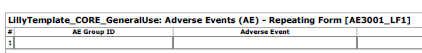 LillyTemplate_CORE_GeneralUse: Adverse Events (AE) - Repeating Form [AE3001_LF1]
# AE Group ID Adverse Event
1